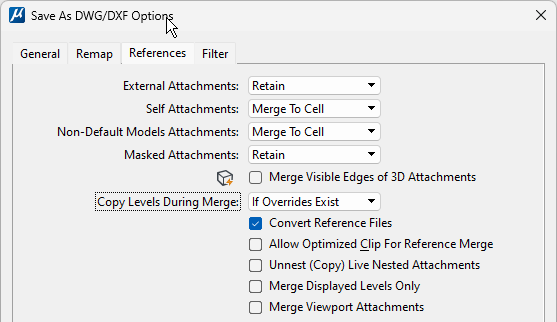 Save As DWG/DXF Options
General Remap References Filter
External Attachments: Retain
Self Attachments: Merge To Cell
Non-Default Models Attachments: Merge To Cell
Masked Attachments: Retain
Merge Visible Edges of 3D Attachments
Copy Levels During Merge: If Overrides Exist
Convert Reference Files
Allow Optimized Clip For Reference Merge
Unnest (Copy) Live Nested Attachments
Merge Displayed Levels Only
Merge Viewport Attachments